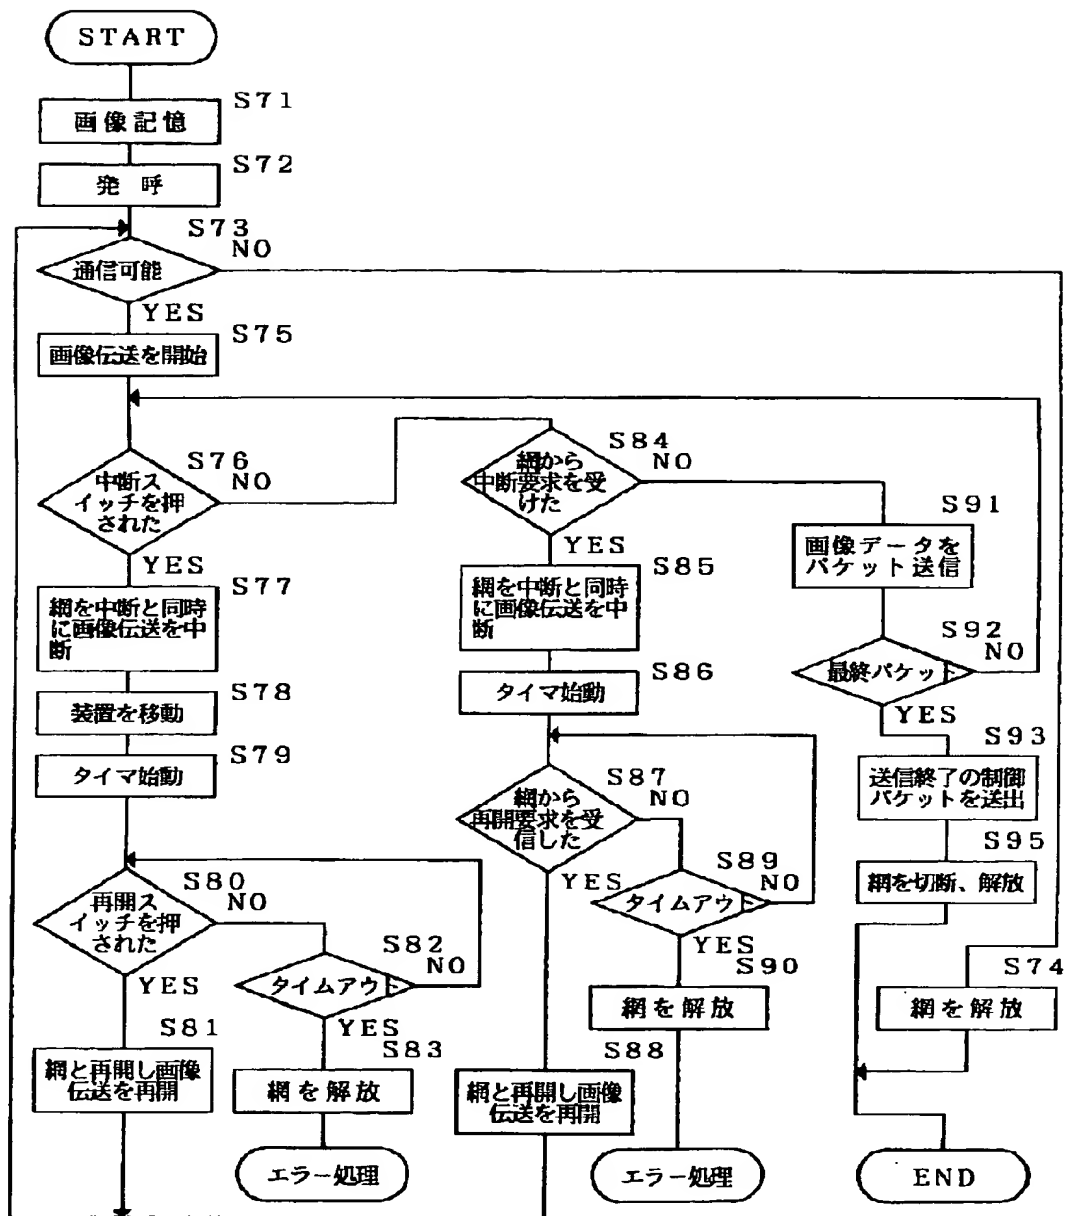 START
S71
画像記憶
S72
発呼
S73
NO
通信可能
YES
S75
画像伝送を開始
S76
NO
中断ス
イッチを押
された
YES
S77
網を中断と同時
に画像伝送を中
断
S78
装置を移動
S79
タイマ始動
S80
NO
再開ス
イッチを押
された
YES
S81
網と再開し画像
伝送を再開
S82
NO
タイムアウト
YES
S83
網を解放
エラー処理
S84
NO
網から
中断要求を受
けた
YES
S85
網を中断と同時
に画像伝送を中
断
S86
タイマ始動
S87
NO
網から
再開要求を受
信した
YES
S88
網と再開し画像
伝送を再開
S89
NO
タイムアウト
YES
S90
網を解放
エラー処理
S91
画像データを
パケット送信
S92
NO
最終パケット
YES
S93
送信終了の制御
パケットを送出
S95
網を切断、解放
S74
網を解放
END